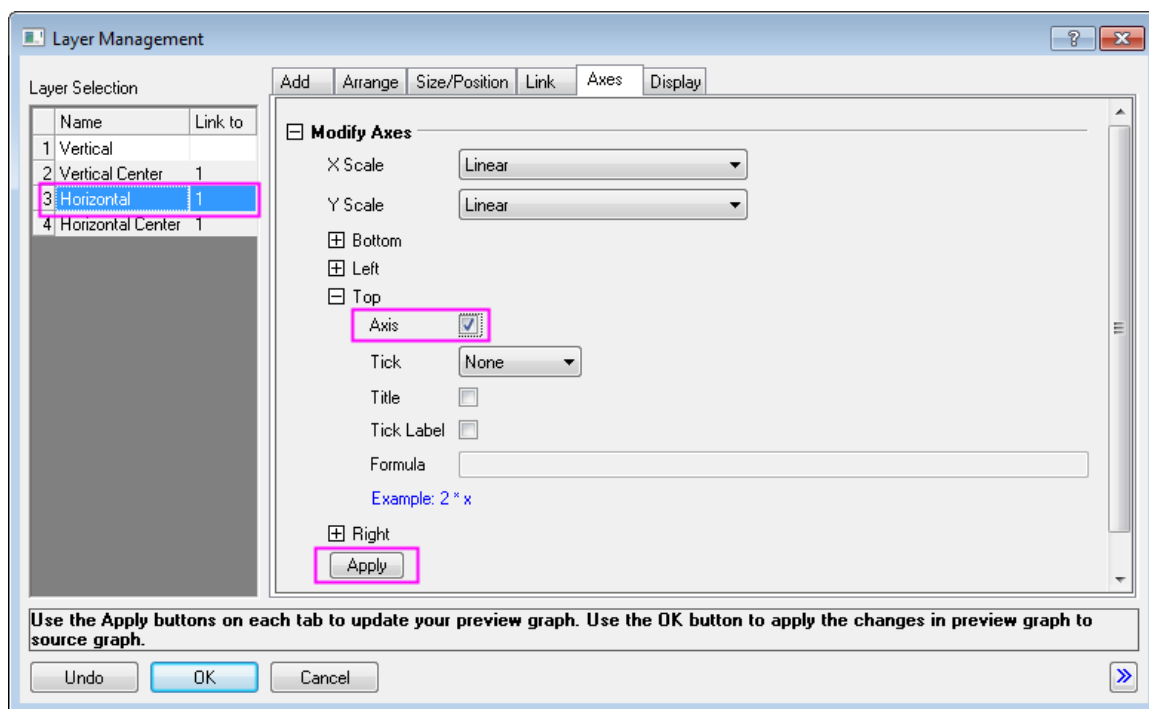 Layer Management
Layer Selection
Name Link to
1 Vertical
2 Vertical Center 1
3 Horizontal 1
4 Horizontal Center 1
Add Arrange Size/Position Link Axes Display
Modify Axes
X Scale Linear
Y Scale Linear
Bottom
Left
Top
Axis
Tick None
Title
Tick Label
Formula
Example: 2 * x
Right
Apply
Use the Apply buttons on each tab to update your preview graph. Use the OK button to apply the changes in preview graph to
source graph.
Undo OK Cancel